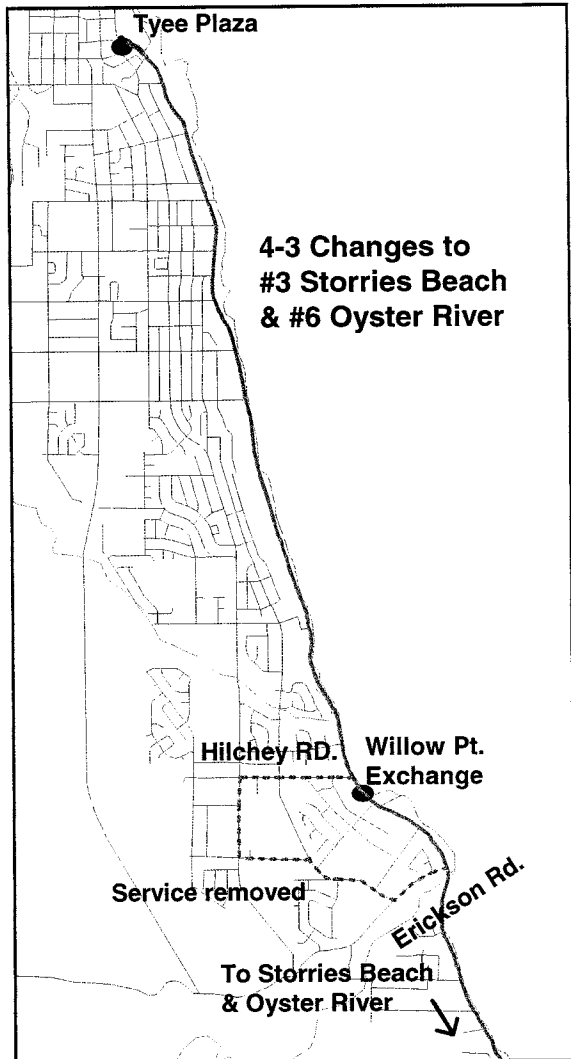 Tyee Plaza
4-3 Changes to
#3 Storries Beach
& #6 Oyster River
Hilchey RD.
Willow Pt.
Exchange
Service removed
Erickson Rd.
To Storries Beach
& Oyster River